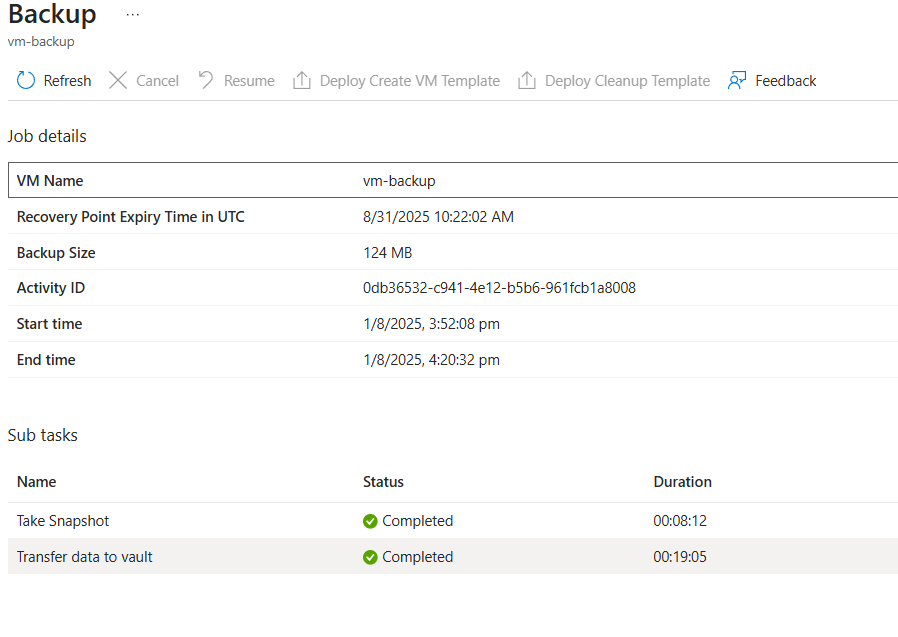 Backup ...
vm-backup
Refresh Cancel Resume Deploy Create VM Template Deploy Cleanup Template Feedback
Job details
VM Name vm-backup
Recovery Point Expiry Time in UTC 8/31/2025 10:22:02 AM
Backup Size 124 MB
Activity ID 0db36532-c941-4e12-b5b6-961fcb1a8008
Start time 1/8/2025, 3:52:08 pm
End time 1/8/2025, 4:20:32 pm
Sub tasks
Name Status Duration
Take Snapshot Completed 00:08:12
Transfer data to vault Completed 00:19:05